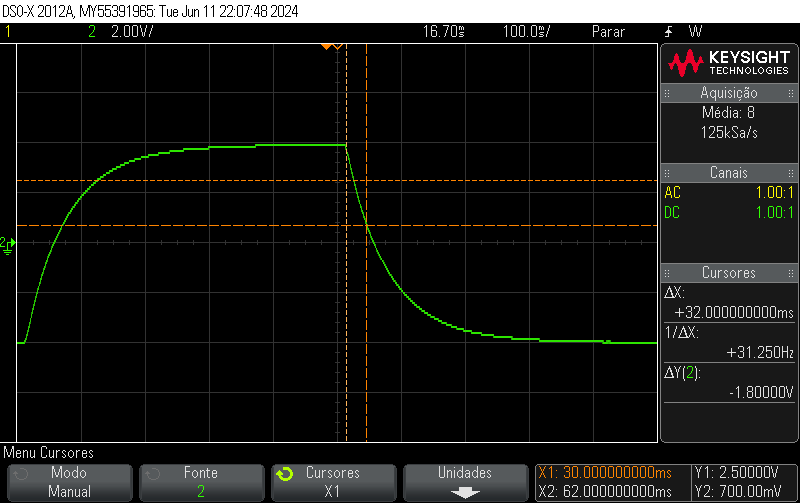 DSO-X 2012A, MY55391965: Tue Jun 11 22:07:48 2024
1 2 2.00V/ 16.70s 100.0s/ Parar W
KEYSIGHT
TECHNOLOGIES
Aquisição
Média: 8
125kSa/s
Canais
AC 1.00:1
DC 1.00:1
2
Cursores
ΔX:
+32.000000000ms
1/ΔX:
+31.250Hz
ΔY(2):
-1.80000V
Menu Cursores
Modo
Manual
Fonte
2
Cursores
X1
Unidades
X1: 30.000000000ms
X2: 62.000000000ms
Y1: 2.50000V
Y2: 700.00mV